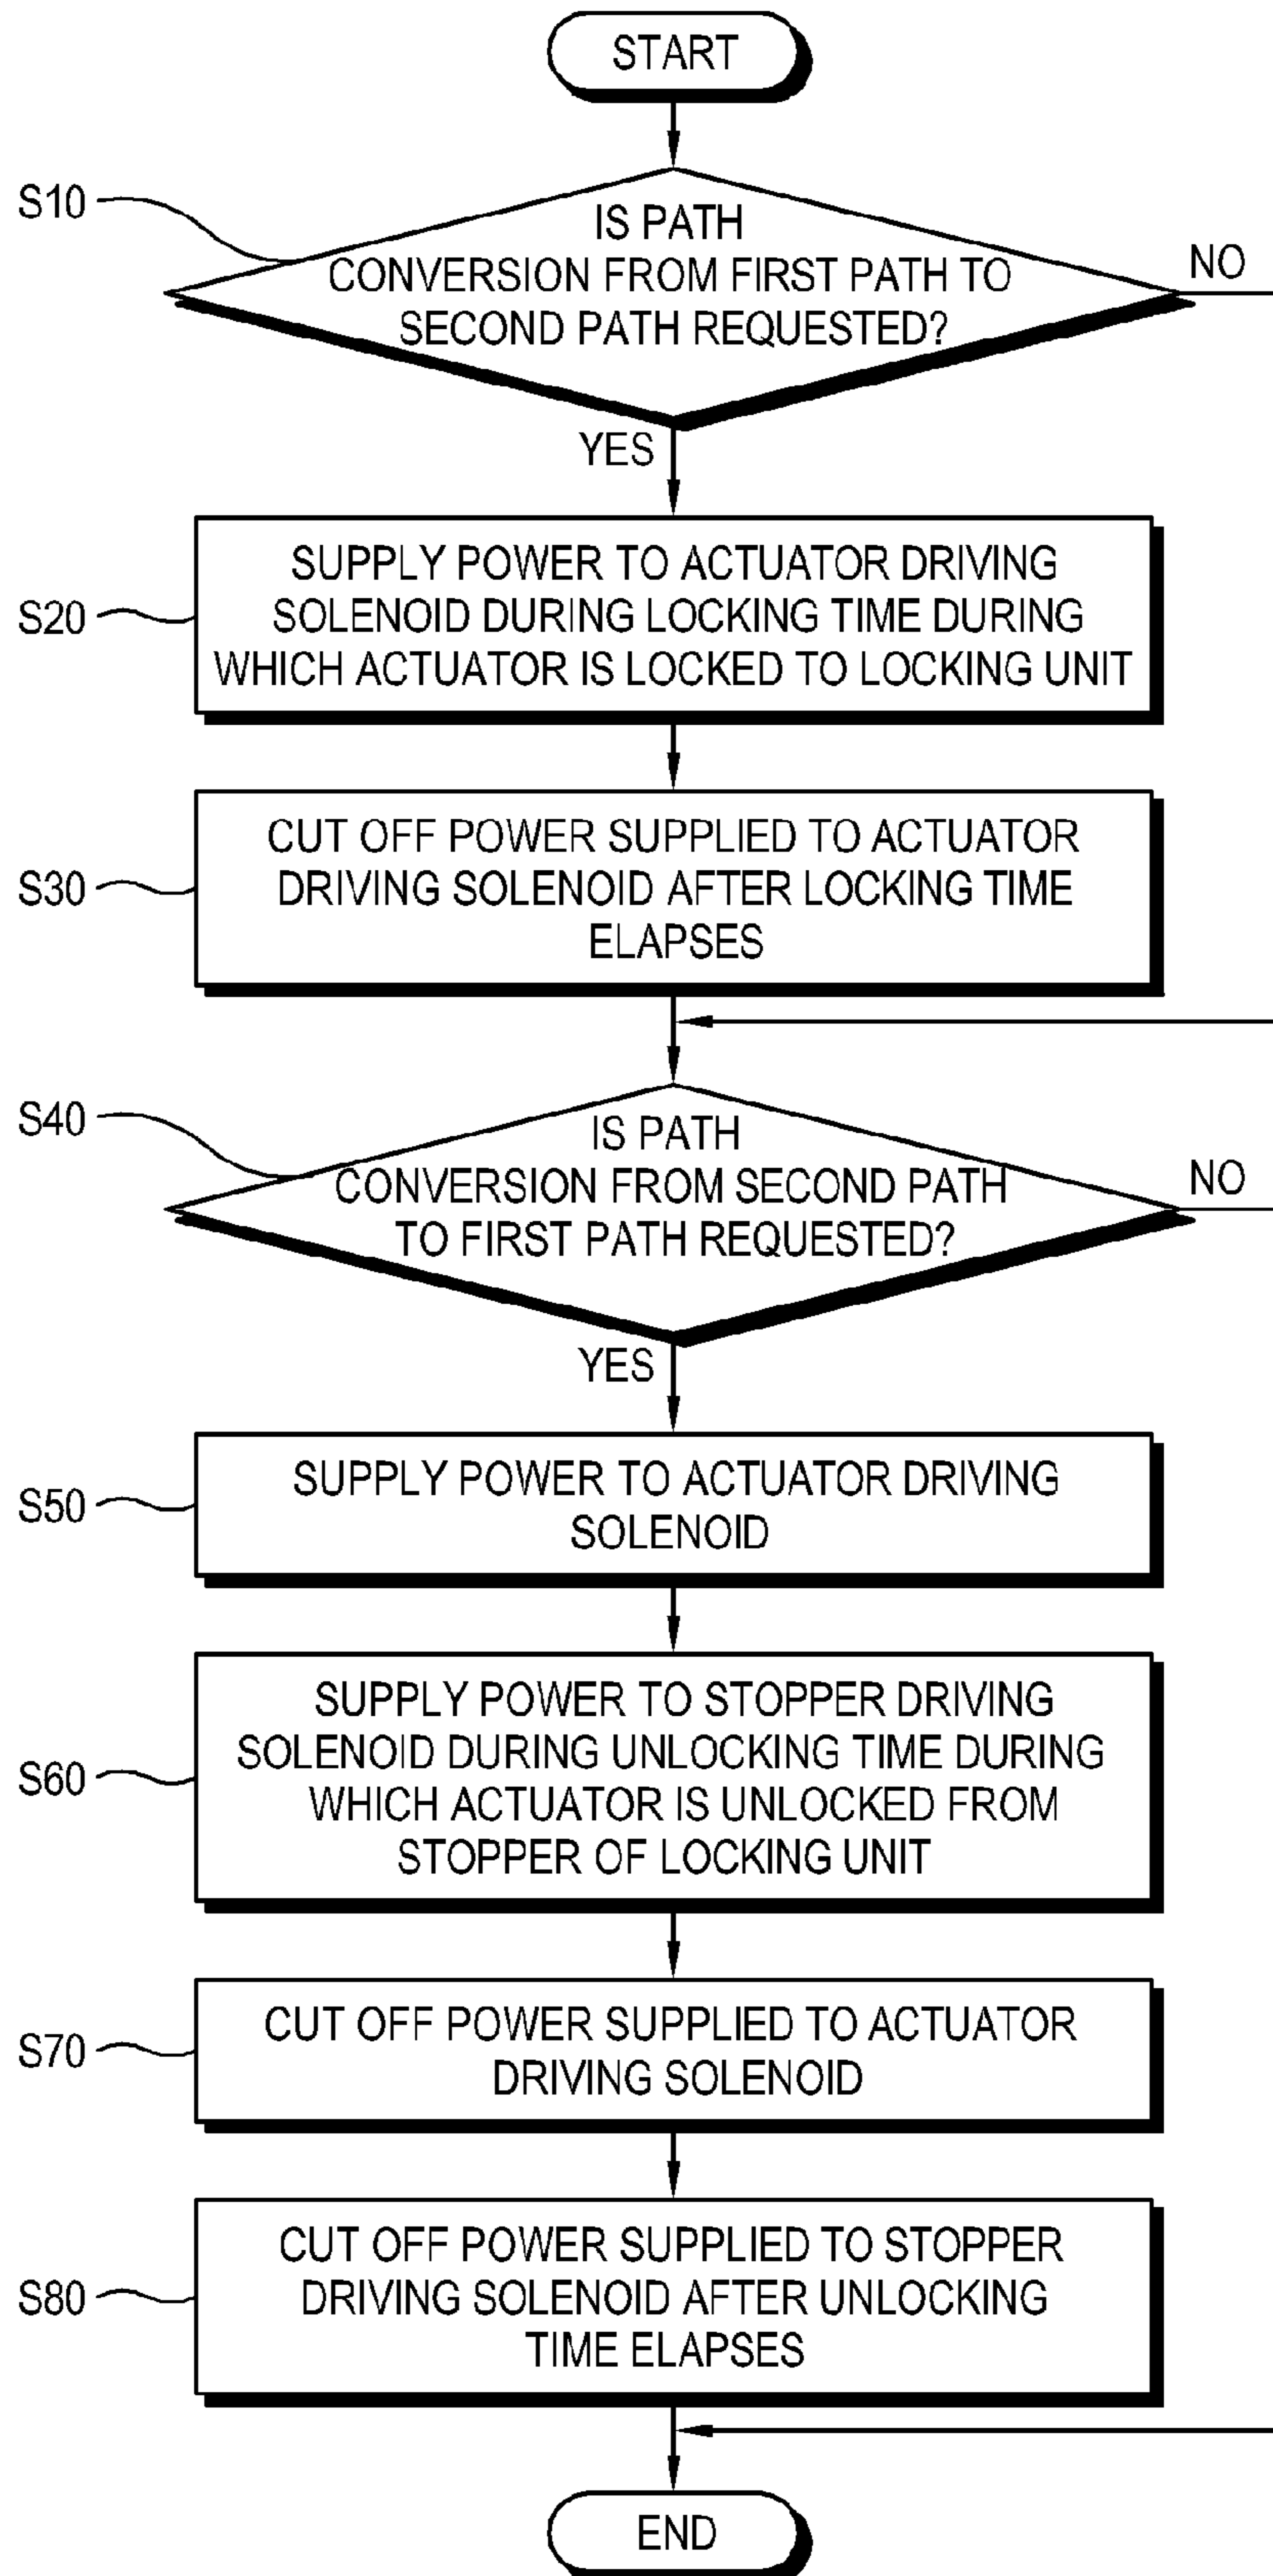 START
S10
IS PATH
CONVERSION FROM FIRST PATH TO
SECOND PATH REQUESTED?
NO
YES
S20
SUPPLY POWER TO ACTUATOR DRIVING
SOLENOID DURING LOCKING TIME DURING
WHICH ACTUATOR IS LOCKED TO LOCKING UNIT
S30
CUT OFF POWER SUPPLIED TO ACTUATOR
DRIVING SOLENOID AFTER LOCKING TIME
ELAPSES
S40
IS PATH
CONVERSION FROM SECOND PATH
TO FIRST PATH REQUESTED?
NO
YES
S50
SUPPLY POWER TO ACTUATOR DRIVING
SOLENOID
S60
SUPPLY POWER TO STOPPER DRIVING
SOLENOID DURING UNLOCKING TIME DURING
WHICH ACTUATOR IS UNLOCKED FROM
STOPPER OF LOCKING UNIT
S70
CUT OFF POWER SUPPLIED TO ACTUATOR
DRIVING SOLENOID
S80
CUT OFF POWER SUPPLIED TO STOPPER
DRIVING SOLENOID AFTER UNLOCKING
TIME ELAPSES
END